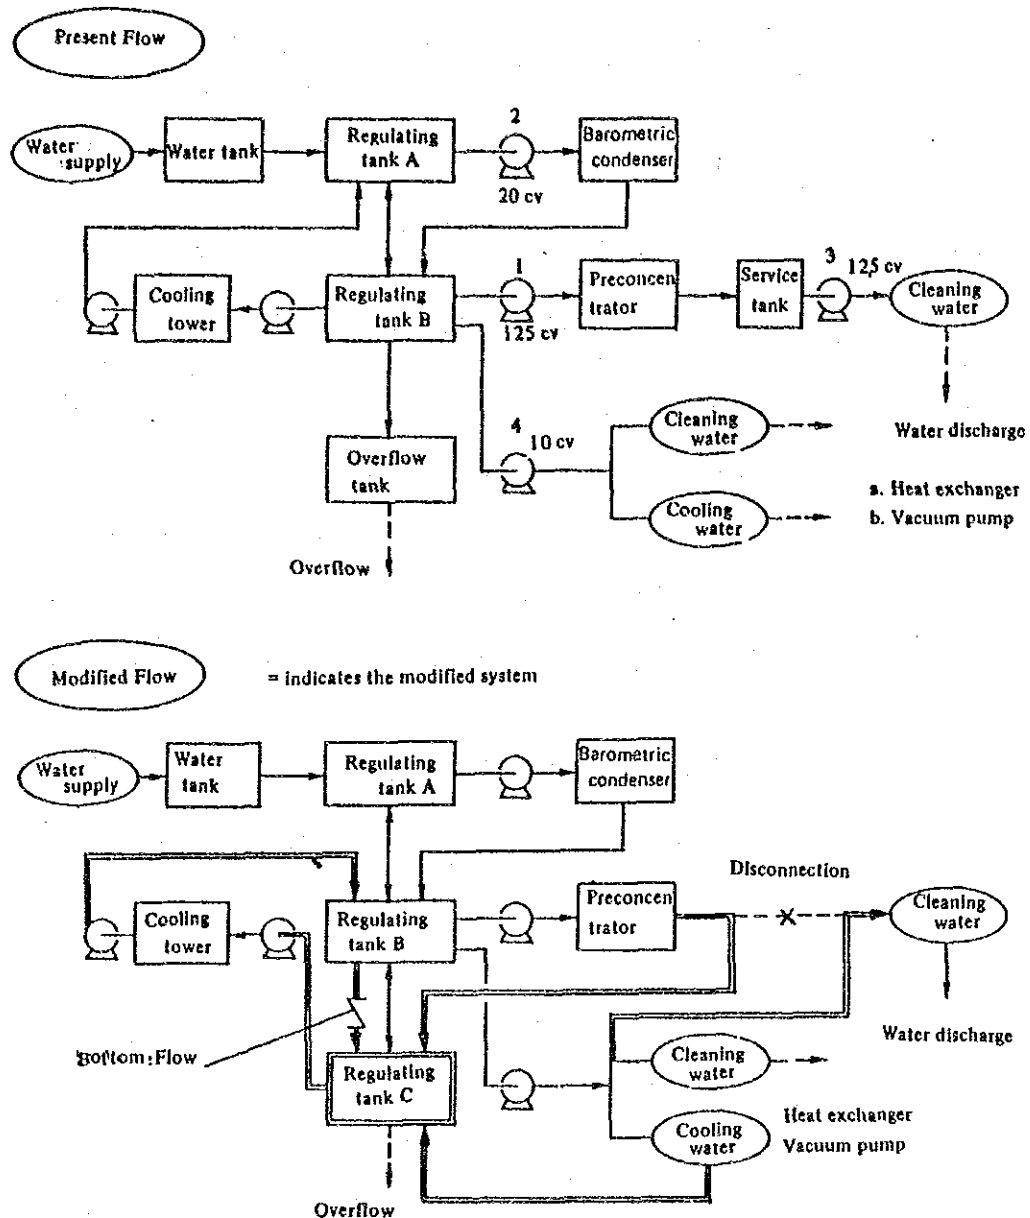 Present Flow
Water
supply
Water tank
Regulating
tank A
2
20 cv
Barometric
condenser
Cooling
tower
Regulating
tank B
1
125 cv
Preconcen
trator
Service
tank
3
125 cv
Cleaning
water
Water discharge
Overflow
tank
4
10 cv
Cleaning
water
Cooling
water
a. Heat exchanger
b. Vacuum pump
Overflow
Modified Flow
= indicates the modified system
Water
supply
Water
tank
Regulating
tank A
Barometric
condenser
Disconnection
Cooling
tower
Regulating
tank B
Preconcen
trator
Cleaning
water
Water discharge
Bottom:Flow
Regulating
tank C
Cleaning
water
Cooling
water
Heat exchanger
Vacuum pump
Overflow